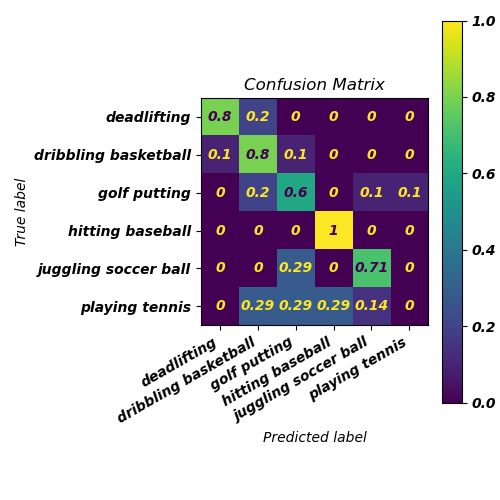 Confusion Matrix
True label
deadlifting 0.8 0.2 0 0 0 0
dribbling basketball 0.1 0.8 0.1 0 0 0
golf putting 0 0.2 0.6 0 0.1 0.1
hitting baseball 0 0 0 1 0 0
juggling soccer ball 0 0 0.29 0 0.71 0
playing tennis 0 0.29 0.29 0.29 0.14 0
deadlifting
dribbling basketball
golf putting
hitting baseball
juggling soccer ball
playing tennis
Predicted label
1.0
0.8
0.6
0.4
0.2
0.0